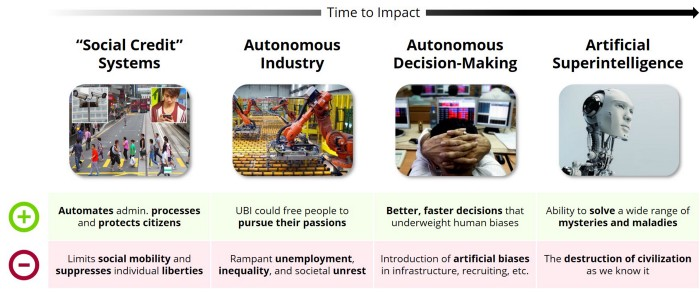 Time to Impact
“Social Credit”
Systems
Autonomous
Industry
Autonomous
Decision-Making
Artificial
Superintelligence
Automates admin. processes
and protects citizens
UBI could free people to
pursue their passions
Better, faster decisions that
underweight human biases
Ability to solve a wide range of
mysteries and maladies
Limits social mobility and
suppresses individual liberties
Rampant unemployment,
inequality, and societal unrest
Introduction of artificial biases
in infrastructure, recruiting, etc.
The destruction of civilization
as we know it